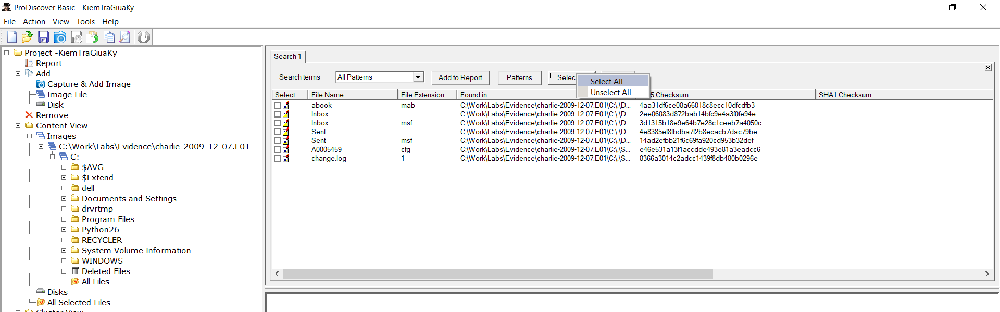 ProDiscover Basic - KiemTraGiuaKy
File Action View Tools Help
Project -KiemTraGiuaKy
Report
Add
Capture & Add Image
Image File
Disk
Remove
Content View
Images
C:\Work\Labs\Evidence\charlie-2009-12-07.E01
C:
$AVG
$Extend
dell
Documents and Settings
drvrtmp
Program Files
Python26
RECYCLER
System Volume Information
WINDOWS
Deleted Files
All Files
Disks
All Selected Files
Cluster View
Search 1
Search terms All Patterns Add to Report Patterns Selec
Select All
Unselect All
Select File Name File Extension Found in 5 Checksum SHA1 Checksum
abook mab C:\Work\Labs\Evidence\charlie-2009-12-07.E01\C:\.\D... 4aa31df6ce08a66018c8ecc10dfcdfb3
Inbox C:\Work\Labs\Evidence\charlie-2009-12-07.E01\C:\.\D... 2ee06083d872bab14bfc9e4a3f0fe94e
Inbox msf C:\Work\Labs\Evidence\charlie-2009-12-07.E01\C:\.\D... 3d1315b18e9e64b7e28c1ceeb7a4050c
Sent C:\Work\Labs\Evidence\charlie-2009-12-07.E01\C:\.\D... 4e8385ef8fbdba7f2b8ecacb7dac79be
Sent msf C:\Work\Labs\Evidence\charlie-2009-12-07.E01\C:\.\D... 14ad2efbb21f6c69fa920cd953b32def
A0005459 cfg C:\Work\Labs\Evidence\charlie-2009-12-07.E01\C:\.\S... e46e531a13f1accdde493e81a3eadcc6
change.log 1 C:\Work\Labs\Evidence\charlie-2009-12-07.E01\C:\.\S... 8366a3014c2adcc1439f8db480b0296e